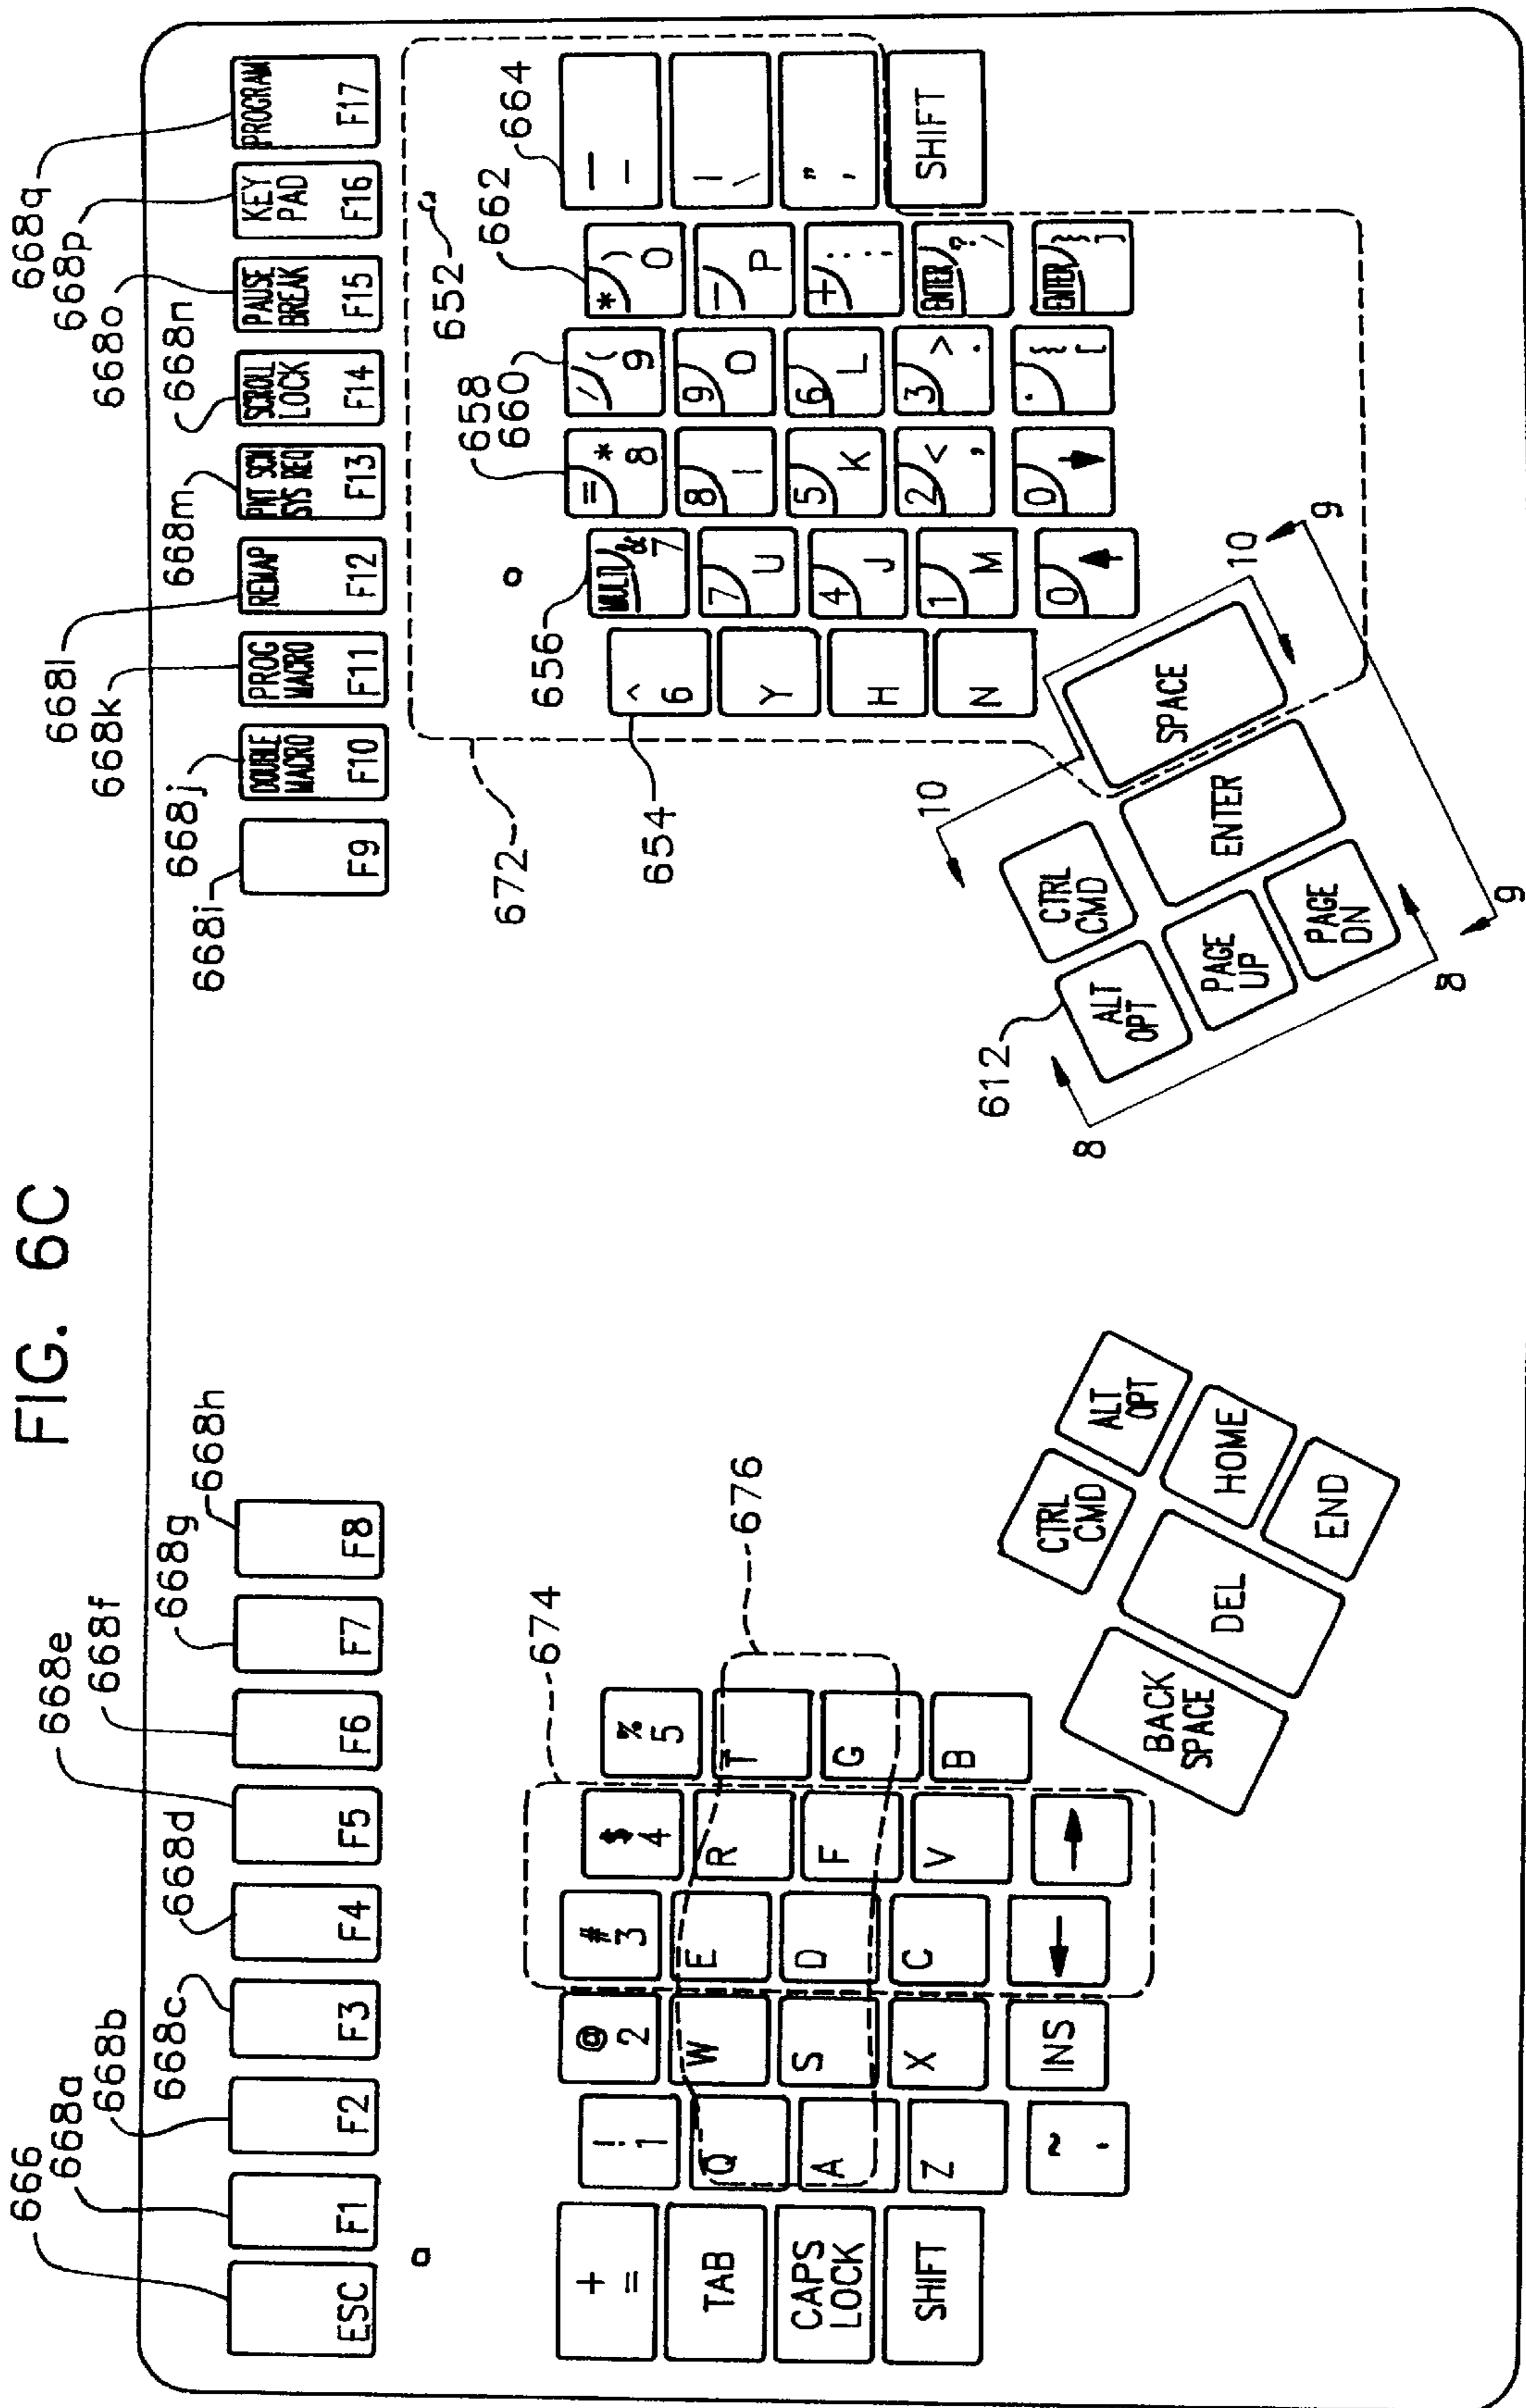 FIG. 6C
666
668a
668b
668c
668d
668e
668f
668g
668h
668i
668j
668k
668l
668m
668n
668o
668p
668q
ESC
F1
F2
F3
F4
F5
F6
F7
F8
F9
DOUBLE MACRO F10
PROG MACRO F11
REMAP F12
PNT SCN SYS REQ F13
SCROLL LOCK F14
PAUSE BREAK F15
KEY PAD F16
PROGRAM F17
652
672
674
676
654
656
658
660
662
664
+ =
! 1
@ 2
# 3
$ 4
% 5
^ 6
MULTI & 7
= * 8
/ ( 9
* ) 0
TAB
Q
W
E
R
T
Y
7 U
8 I
9 O
- P
| \
CAPS LOCK
A
S
D
F
G
H
4 J
5 K
6 L
+ : ;
" ,
SHIFT
Z
X
C
V
B
N
1 M
2 < ,
3 > .
ENTER ? /
SHIFT
INS
←
→
0 ↑
0 ↓
. { [
ENTER } ]
CTRL CMD
ALT OPT
BACK SPACE
DEL
HOME
END
612
ALT OPT
CTRL CMD
PAGE UP
PAGE DN
ENTER
SPACE
8
8
9
9
10
10